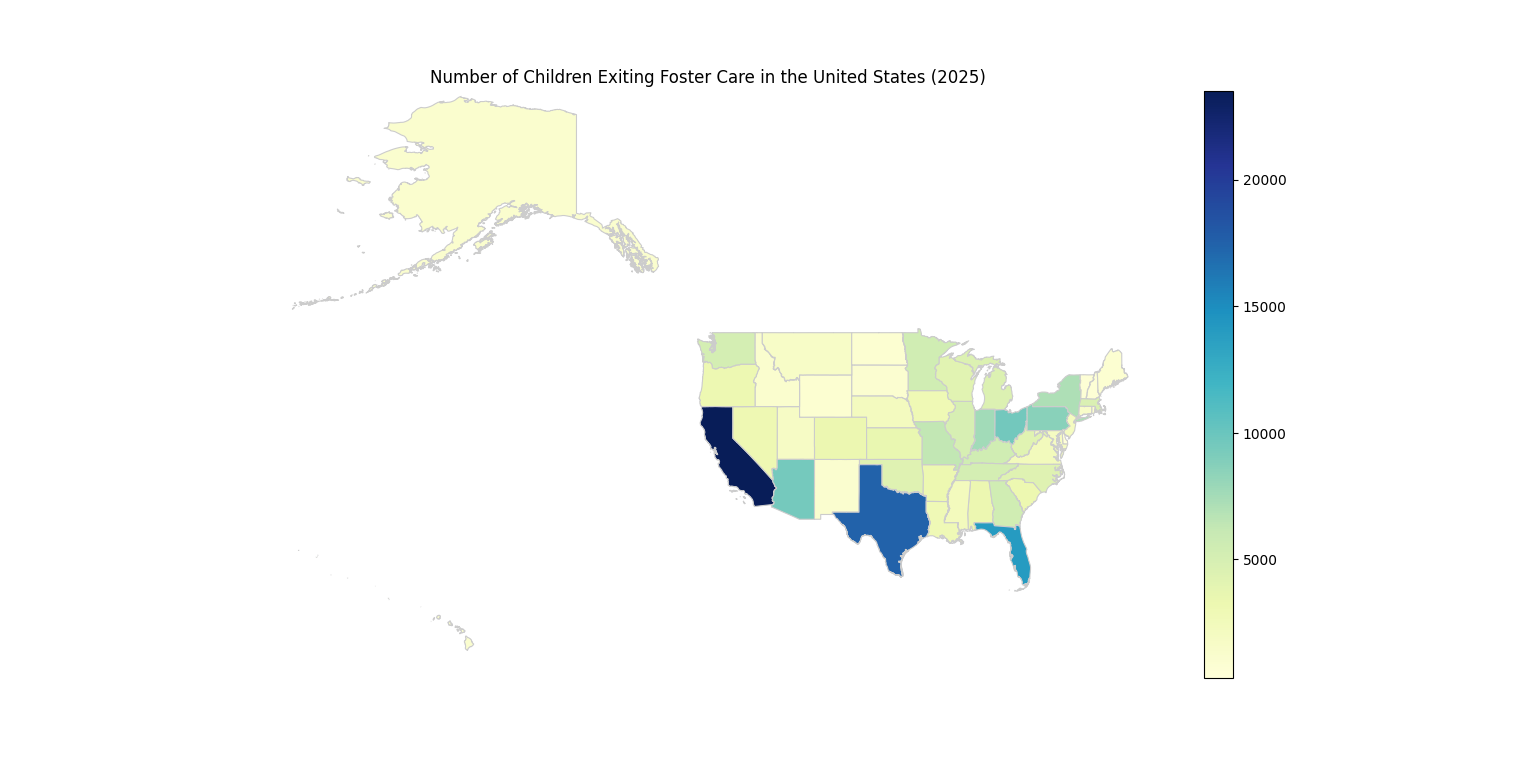 Number of Children Exiting Foster Care in the United States (2025)
20000
15000
10000
5000